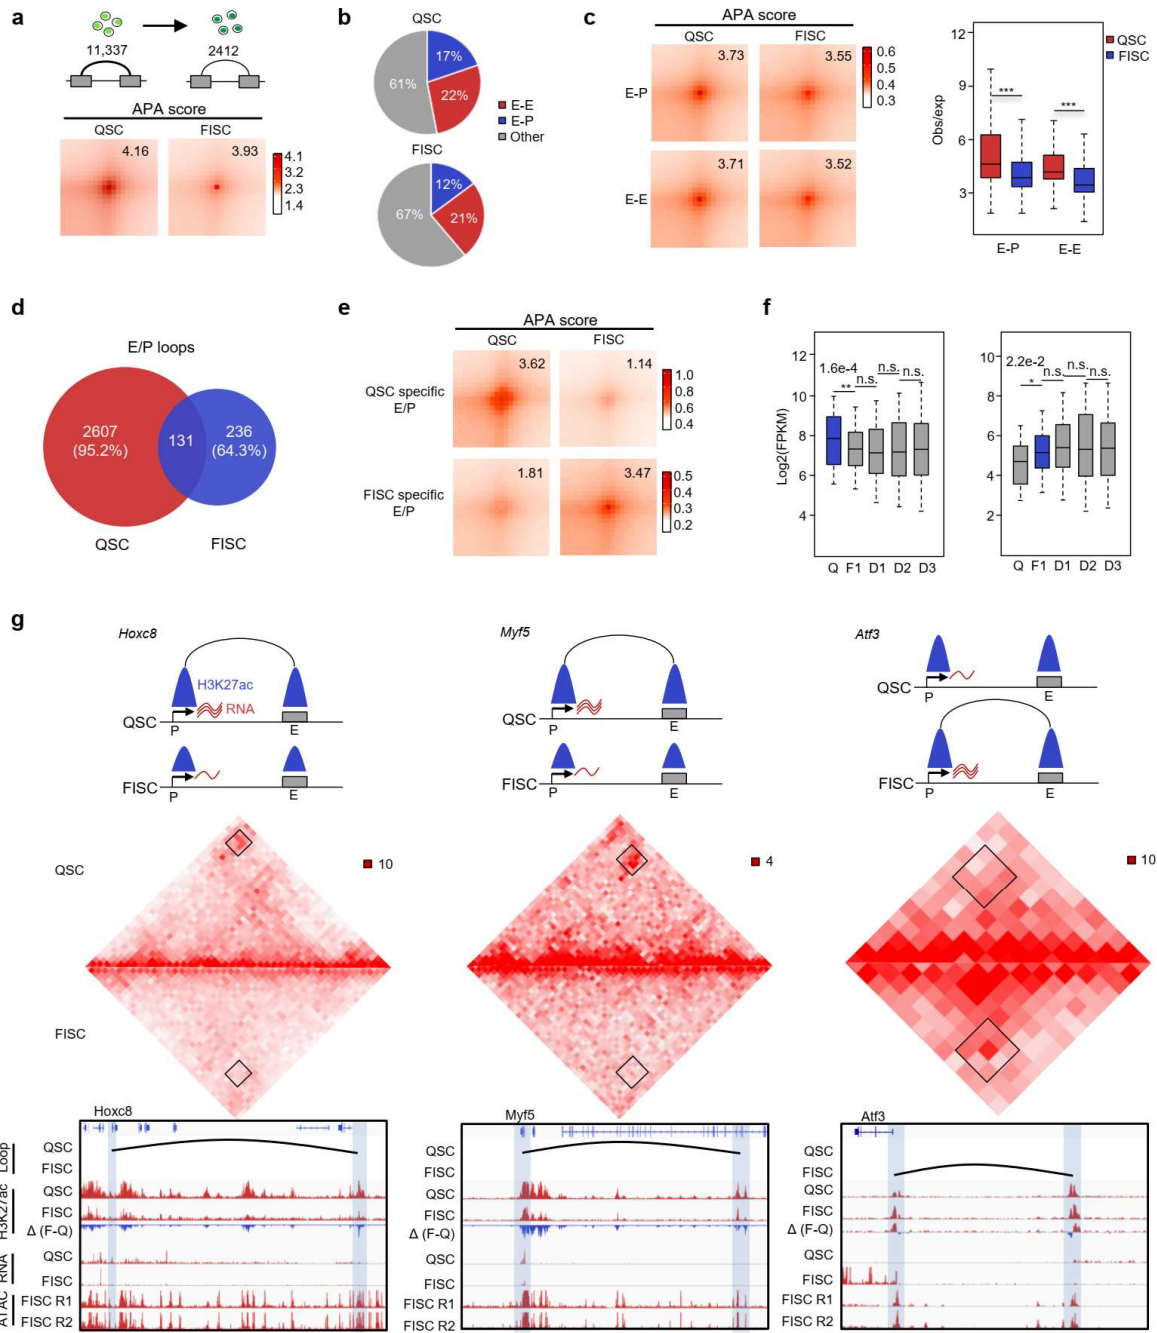 a
11,337
2412
APA score
QSC
FISC
4.16
3.93
4.1
3.2
2.3
1.4
b
QSC
17%
61%
22%
E-E
E-P
Other
FISC
12%
67%
21%
c
APA score
QSC
FISC
3.73
3.55
E-P
0.6
0.5
0.4
0.3
3.71
3.52
E-E
12
9
6
3
Obs/exp
***
***
QSC
FISC
E-P
E-E
d
E/P loops
2607
(95.2%)
131
236
(64.3%)
QSC
FISC
e
APA score
QSC
FISC
3.62
1.14
QSC specific
E/P
1.0
0.8
0.6
0.4
1.81
3.47
FISC specific
E/P
0.5
0.4
0.3
0.2
f
12
10
8
6
4
Log2(FPKM)
1.6e-4
**
n.s.
n.s.
n.s.
Q F1 D1 D2 D3
10
8
6
4
2
2.2e-2
*
n.s.
n.s.
n.s.
Q F1 D1 D2 D3
g
Hoxc8
H3K27ac
RNA
QSC
P
E
FISC
P
E
Myf5
QSC
P
E
FISC
P
E
Atf3
QSC
P
E
FISC
P
E
QSC
FISC
10
4
10
Hoxc8
Loop
QSC
FISC
H3K27ac
QSC
FISC
Δ (F-Q)
RNA
QSC
FISC
ATAC
FISC R1
FISC R2
Myf5
QSC
FISC
QSC
FISC
Δ (F-Q)
QSC
FISC
FISC R1
FISC R2
Atf3
QSC
FISC
QSC
FISC
Δ (F-Q)
QSC
FISC
FISC R1
FISC R2